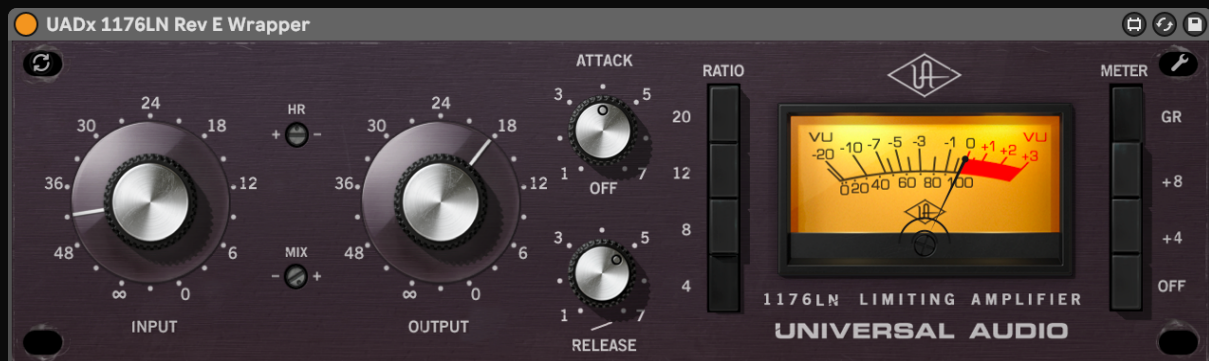 UADx 1176LN Rev E Wrapper
ATTACK
3 5
1 7
OFF
RATIO
20
12
8
4
UA
METER
GR
+8
+4
OFF
24
30 18
36 12
48 6
∞ 0
INPUT
HR
+ -
MIX
- +
24
30 18
36 12
48 6
∞ 0
OUTPUT
3 5
1 7
RELEASE
VU VU
-20 -10 -7 -5 -3 -1 0 +1 +2 +3
0 20 40 60 80 100
UA
1176LN LIMITING AMPLIFIER
UNIVERSAL AUDIO